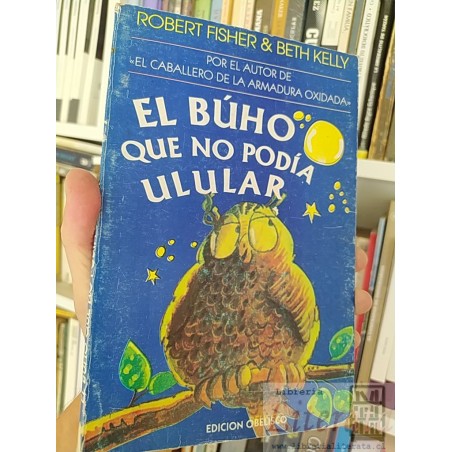 ROBERT FISHER & BETH KELLY
POR EL AUTOR DE
«EL CABALLERO DE LA ARMADURA OXIDADA»
EL BÚHO
QUE NO PODÍA
ULULAR
EDICION OBELISCO
librería